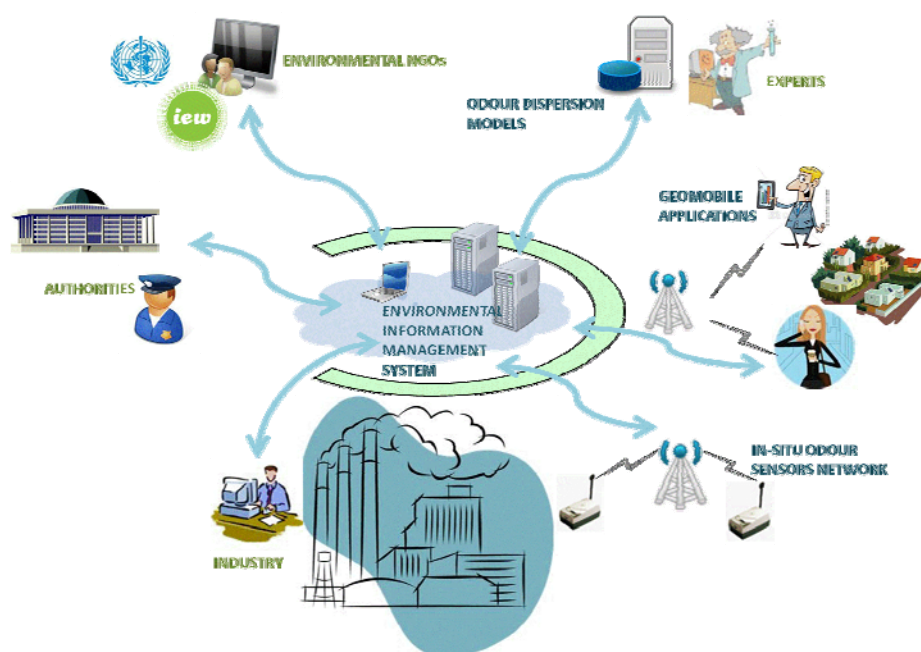 ENVIRONMENTAL NGOs
iew
ODOUR DISPERSION
MODELS
EXPERTS
GEOMOBILE
APPLICATIONS
AUTHORITIES
ENVIRONMENTAL
INFORMATION
MANAGEMENT
SYSTEM
IN-SITU ODOUR
SENSORS NETWORK
INDUSTRY